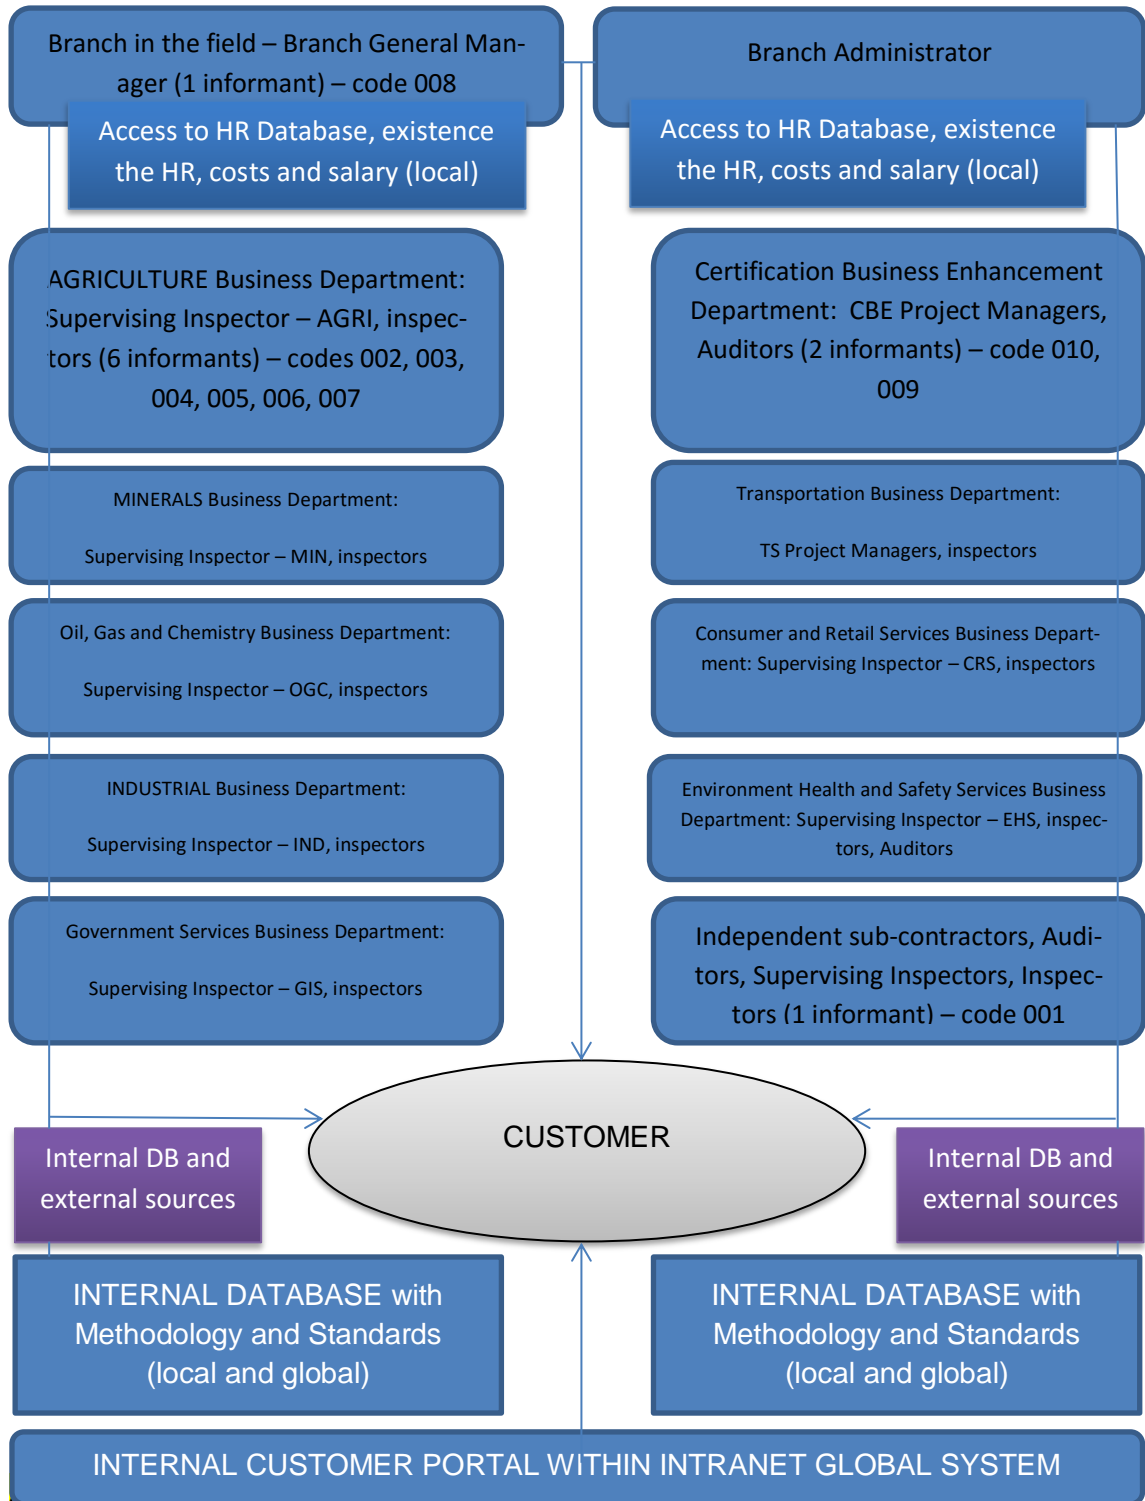 Branch in the field – Branch General Man-
ager (1 informant) – code 008
Branch Administrator
Access to HR Database, existence
the HR, costs and salary (local)
Access to HR Database, existence
the HR, costs and salary (local)
AGRICULTURE Business Department:
Supervising Inspector – AGRI, inspec-
tors (6 informants) – codes 002, 003,
004, 005, 006, 007
Certification Business Enhancement
Department: CBE Project Managers,
Auditors (2 informants) – code 010,
009
MINERALS Business Department:
Supervising Inspector – MIN, inspectors
Transportation Business Department:
TS Project Managers, inspectors
Oil, Gas and Chemistry Business Department:
Supervising Inspector – OGC, inspectors
Consumer and Retail Services Business Depart-
ment: Supervising Inspector – CRS, inspectors
INDUSTRIAL Business Department:
Supervising Inspector – IND, inspectors
Environment Health and Safety Services Business
Department: Supervising Inspector – EHS, inspec-
tors, Auditors
Government Services Business Department:
Supervising Inspector – GIS, inspectors
Independent sub-contractors, Audi-
tors, Supervising Inspectors, Inspec-
tors (1 informant) – code 001
CUSTOMER
Internal DB and
external sources
Internal DB and
external sources
INTERNAL DATABASE with
Methodology and Standards
(local and global)
INTERNAL DATABASE with
Methodology and Standards
(local and global)
INTERNAL CUSTOMER PORTAL WITHIN INTRANET GLOBAL SYSTEM